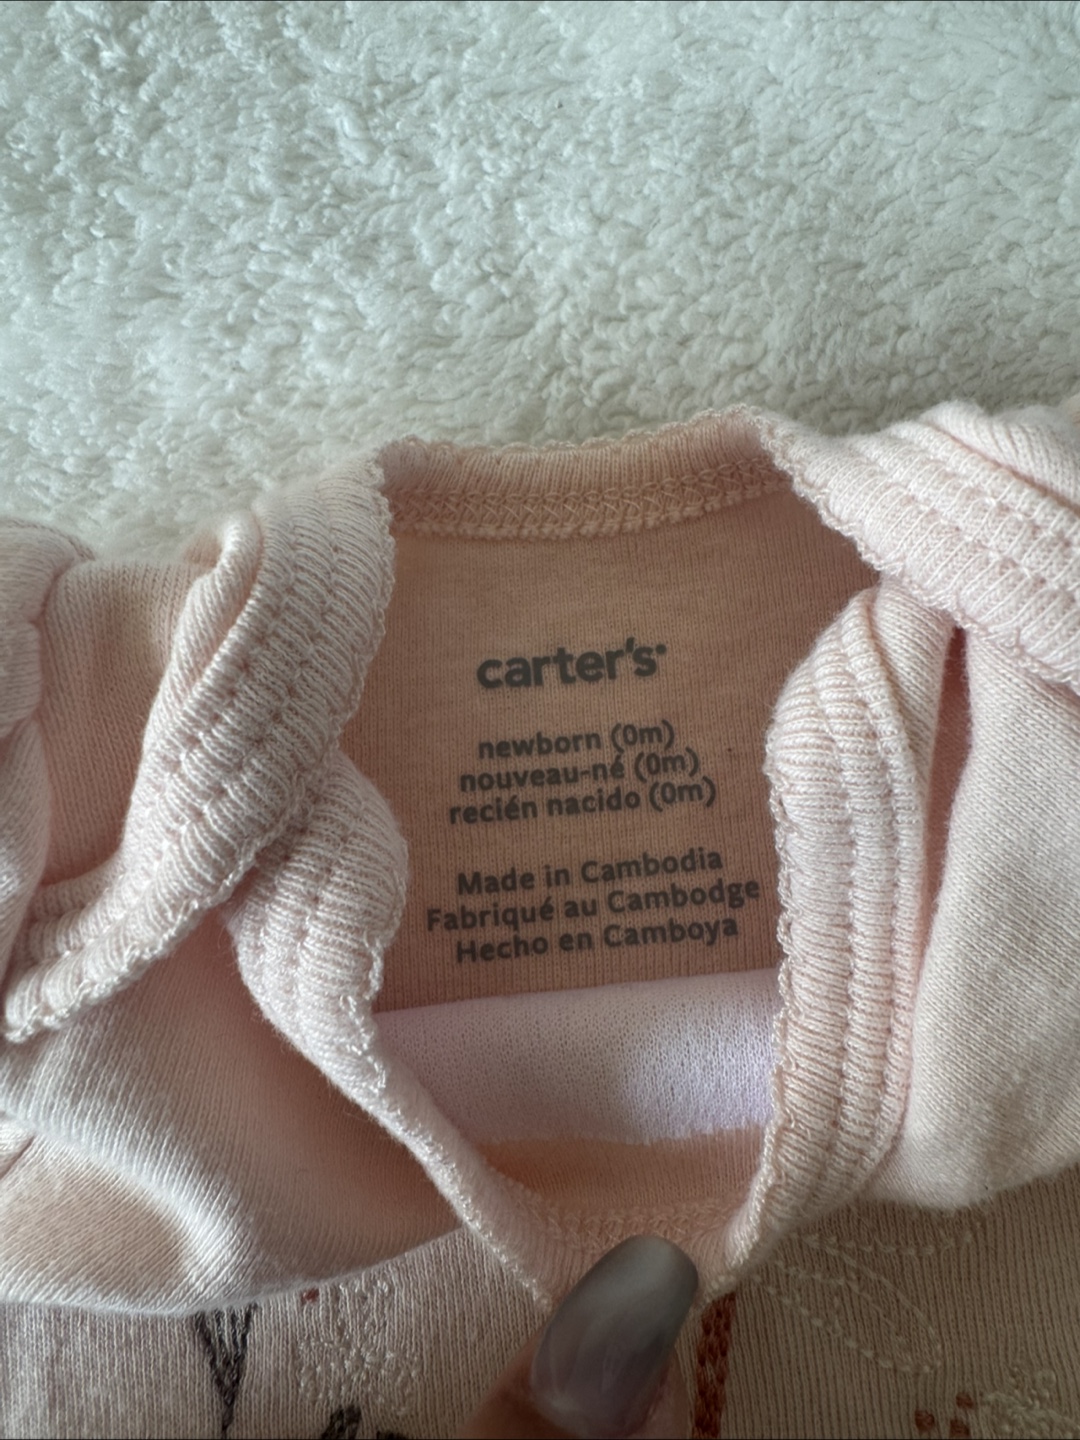 carter's
newborn (0m)
nouveau-né (0m)
recién nacido (0m)
Made in Cambodia
Fabriqué au Cambodge
Hecho en Camboya